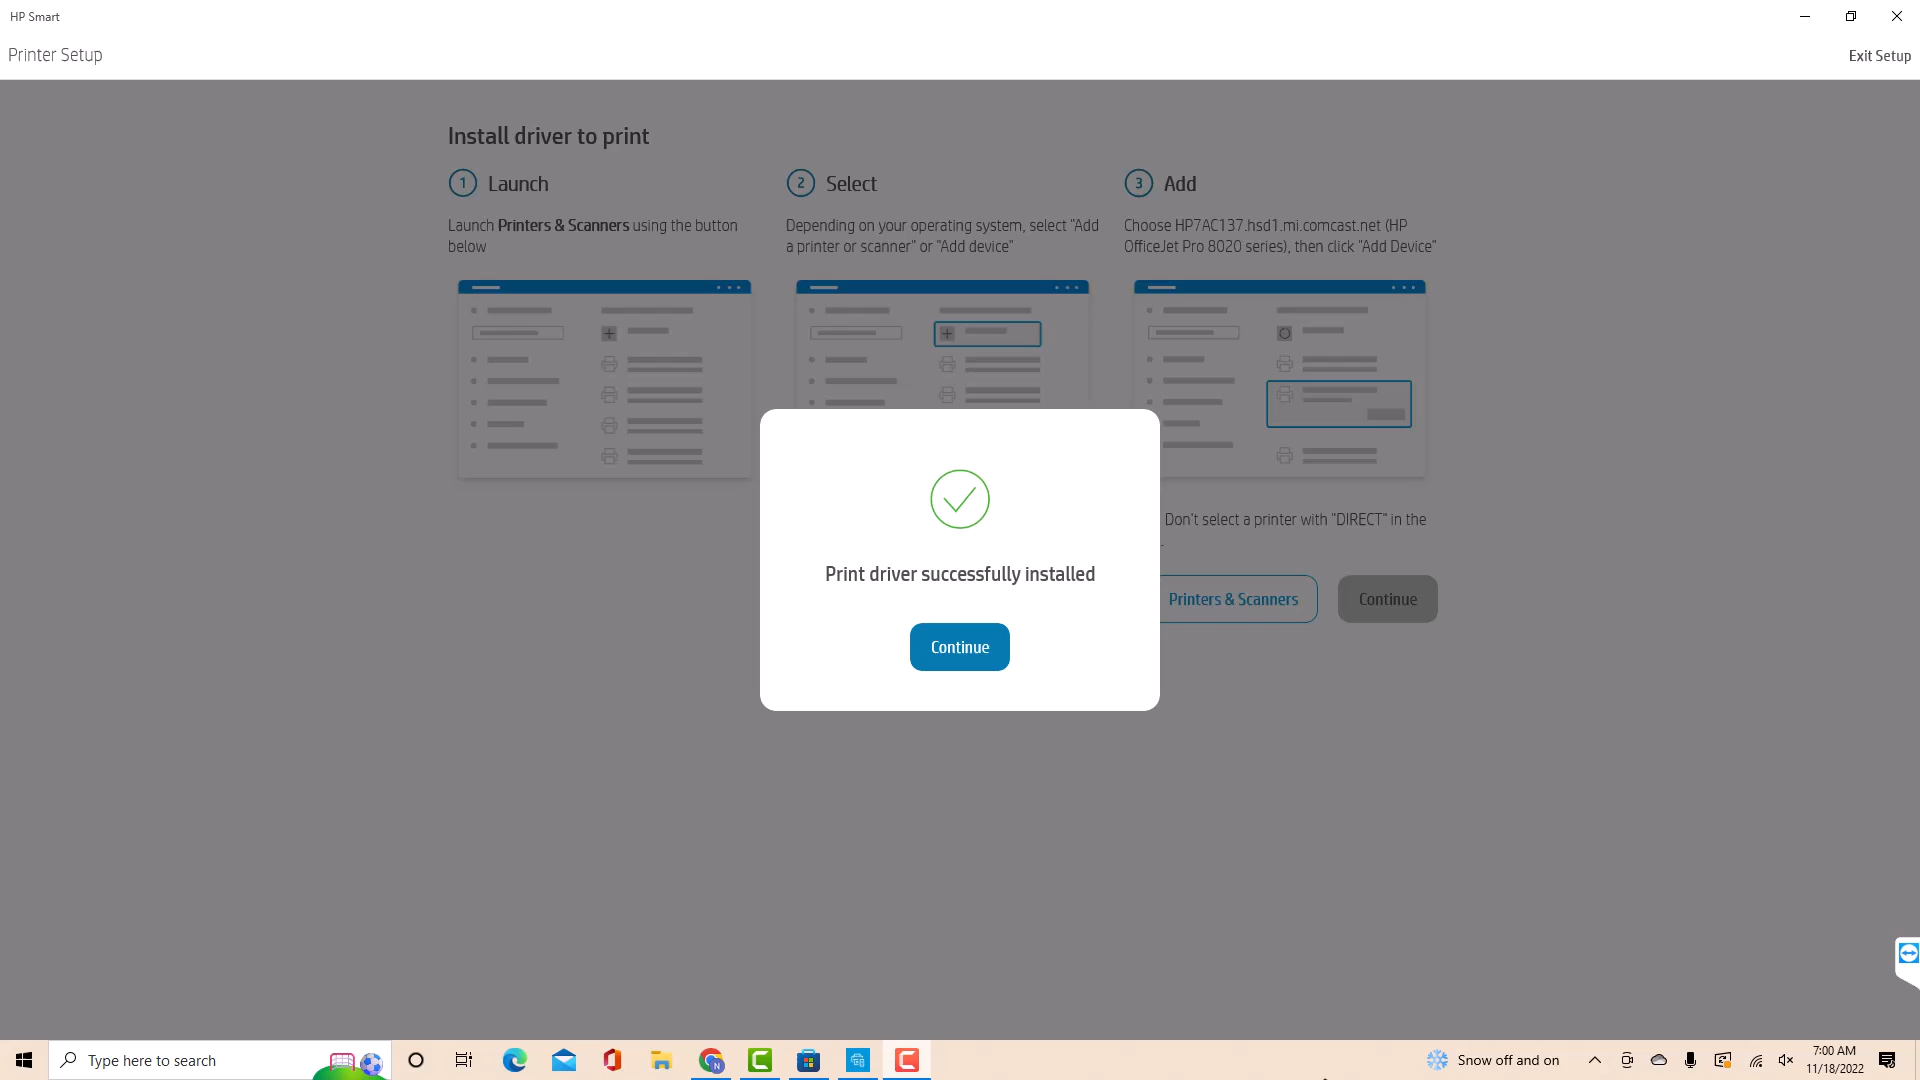 HP Smart
Printer Setup
Exit Setup
Install driver to print
1 Launch
Launch Printers & Scanners using the button
below
2 Select
Depending on your operating system, select "Add
a printer or scanner" or "Add device"
3 Add
Choose HP7AC137.hsd1.mi.comcast.net (HP
OfficeJet Pro 8020 series), then click "Add Device"
Don't select a printer with "DIRECT" in the
Printers & Scanners
Continue
Print driver successfully installed
Continue
Type here to search
N
Snow off and on
7:00 AM
11/18/2022